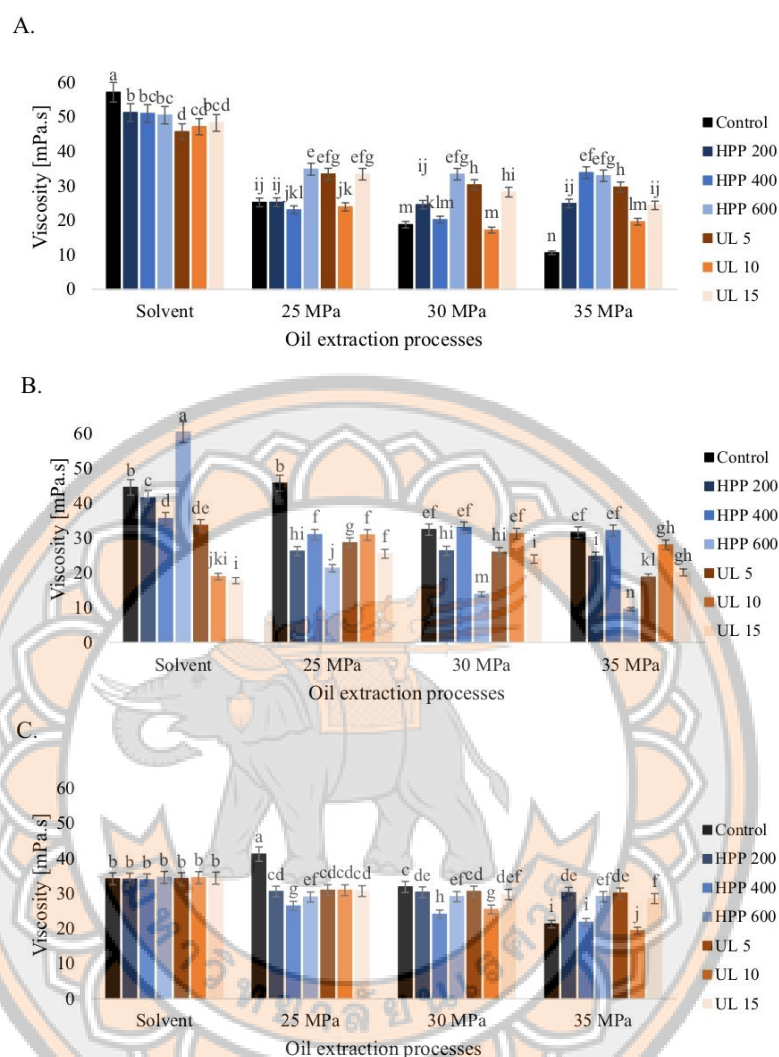 A.
Viscosity [mPa.s]
60
50
40
30
20
10
0
a b bc bc d cd bcd
ij ij jkl e efg jk efg
m ij klm efg h m hi
n ij ef efg h lm ij
Solvent 25 MPa 30 MPa 35 MPa
Oil extraction processes
Control
HPP 200
HPP 400
HPP 600
UL 5
UL 10
UL 15
B.
Viscosity [mPa.s]
60
50
40
30
20
10
0
b c d a de jki i
b hi f j g f f
ef hi ef m hi ef i
ef i ef n kl gh gh
Solvent 25 MPa 30 MPa 35 MPa
Oil extraction processes
Control
HPP 200
HPP 400
HPP 600
UL 5
UL 10
UL 15
C.
Viscosity [mPa.s]
60
50
40
30
20
10
0
b b b b b b b
a cd g ef cd cd cd
c de h ef cd g def
i de i ef de j f
Solvent 25 MPa 30 MPa 35 MPa
Oil extraction processes
Control
HPP 200
HPP 400
HPP 600
UL 5
UL 10
UL 15